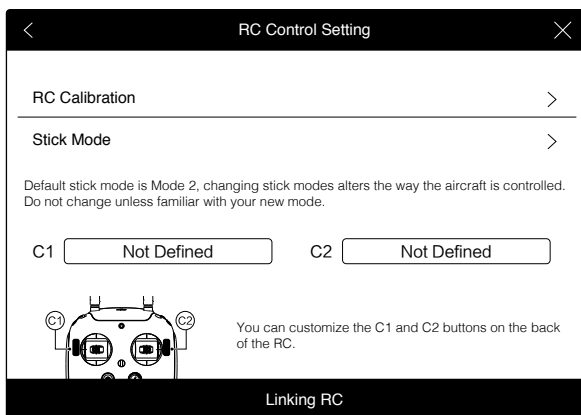 RC Control Setting
RC Calibration
Stick Mode
Default stick mode is Mode 2, changing stick modes alters the way the aircraft is controlled.
Do not change unless familiar with your new mode.
C1 Not Defined C2 Not Defined
C1 C2
You can customize the C1 and C2 buttons on the back
of the RC.
Linking RC